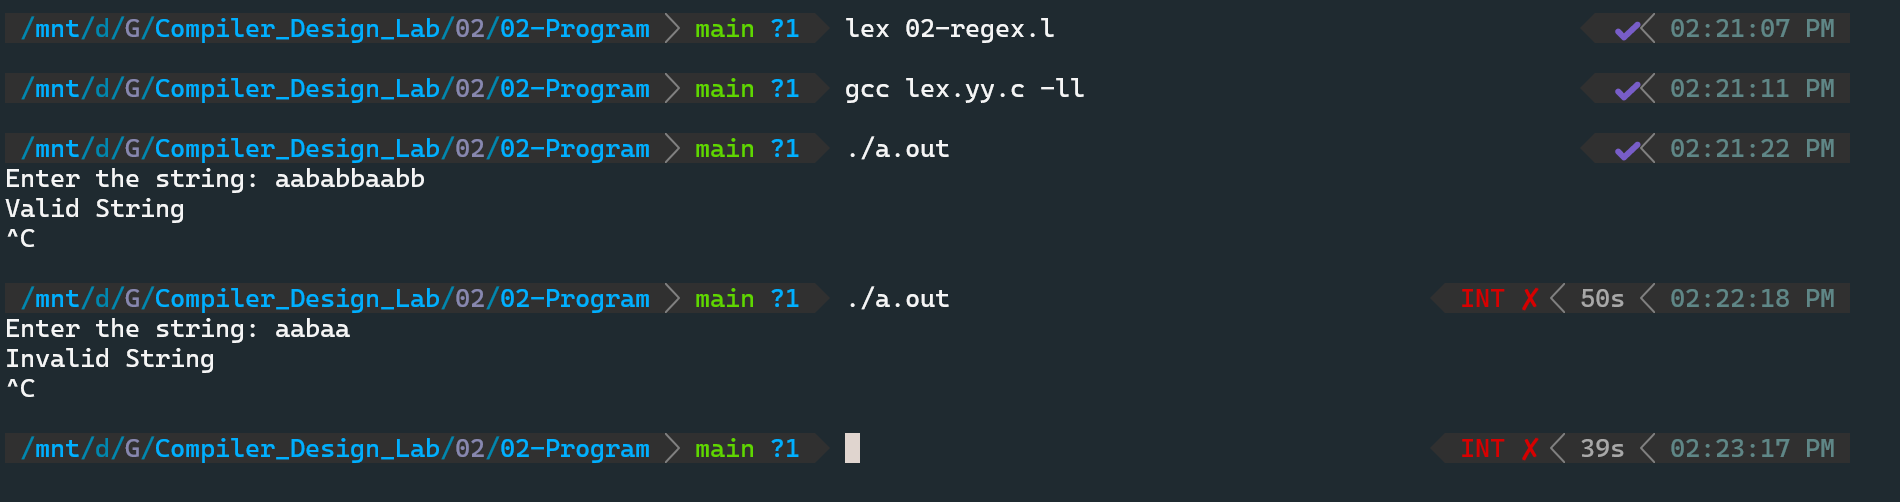 /mnt/d/G/Compiler_Design_Lab/02/02-Program main ?1 lex 02-regex.l ✔ 02:21:07 PM
/mnt/d/G/Compiler_Design_Lab/02/02-Program main ?1 gcc lex.yy.c -ll ✔ 02:21:11 PM
/mnt/d/G/Compiler_Design_Lab/02/02-Program main ?1 ./a.out ✔ 02:21:22 PM
Enter the string: aababbaabb
Valid String
^C
/mnt/d/G/Compiler_Design_Lab/02/02-Program main ?1 ./a.out INT ✘ 50s 02:22:18 PM
Enter the string: aabaa
Invalid String
^C
/mnt/d/G/Compiler_Design_Lab/02/02-Program main ?1 INT ✘ 39s 02:23:17 PM